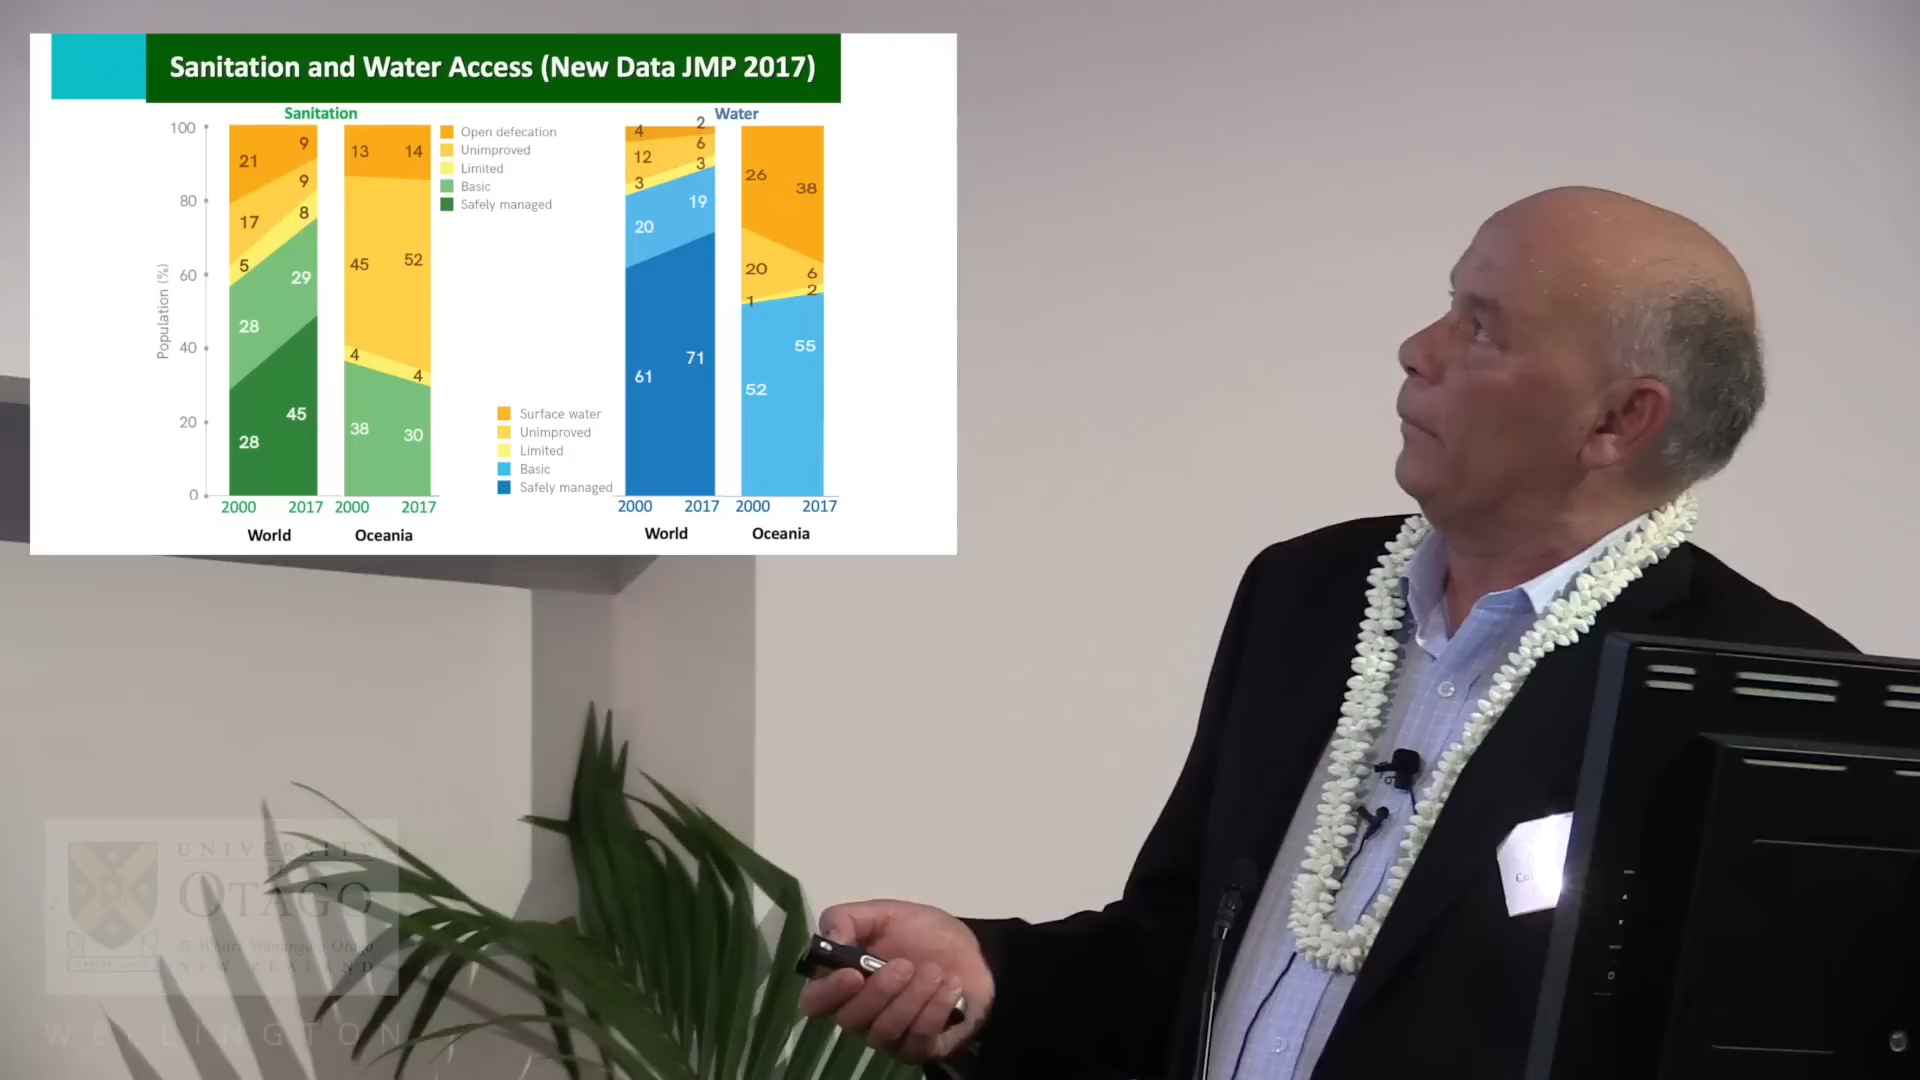 Sanitation and Water Access (New Data JMP 2017)
Sanitation
Water
Population (%)
100
80
60
40
20
0
21
9
17
9
5
8
28
29
28
45
13
14
45
52
4
4
38
30
Open defecation
Unimproved
Limited
Basic
Safely managed
2000
2017
2000
2017
World
Oceania
Surface water
Unimproved
Limited
Basic
Safely managed
4
2
12
6
3
3
20
19
61
71
26
38
20
6
1
2
52
55
2000
2017
2000
2017
World
Oceania
UNIVERSITY
OTAGO
Te Whare Wānanga o Otāgo
NEW ZEALAND
WELLINGTON